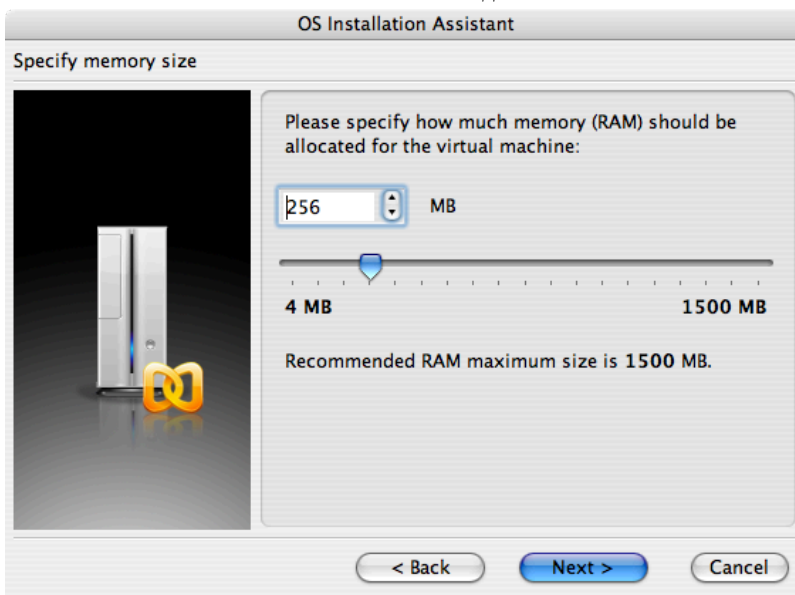 OS Installation Assistant
Specify memory size
Please specify how much memory (RAM) should be
allocated for the virtual machine:
256 MB
4 MB 1500 MB
Recommended RAM maximum size is 1500 MB.
< Back Next > Cancel